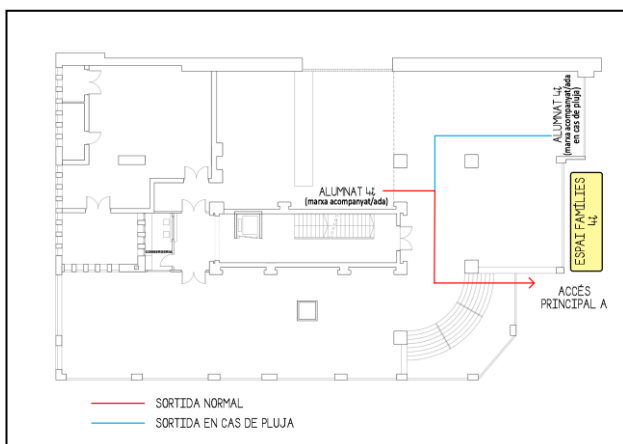 ALUMNAT 4t
(marxa acompanyat/ada)
ALUMNAT 4t
(marxa acompanyat/ada
en cas de pluja)
ESPAI FAMÍLIES
4t
ACCÉS
PRINCIPAL A
SORTIDA NORMAL
SORTIDA EN CAS DE PLUJA